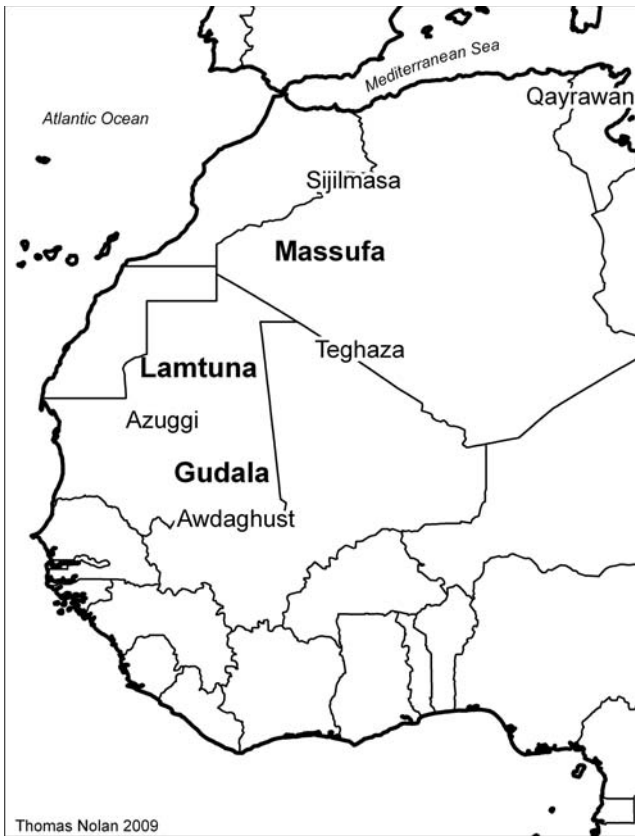 Mediterranean Sea
Qayrawan
Atlantic Ocean
Sijilmasa
Massufa
Teghaza
Lamtuna
Azuggi
Gudala
Awdaghust
Thomas Nolan 2009